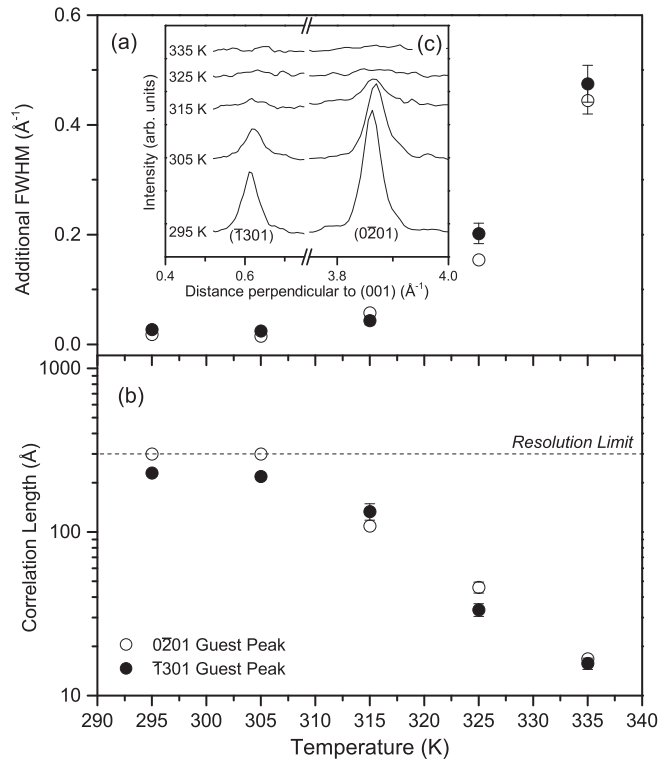 0.6
(a)
(c)
335 K
325 K
315 K
305 K
295 K
(1̅301)
(02̅01)
0.4
0.6
3.8
4.0
Distance perpendicular to (001) (Å⁻¹)
Intensity (arb. units)
0.4
0.2
0.0
Additional FWHM (Å⁻¹)
1000
(b)
Resolution Limit
100
Correlation Length (Å)
02̅01 Guest Peak
1̅301 Guest Peak
10
290 295 300 305 310 315 320 325 330 335 340
Temperature (K)